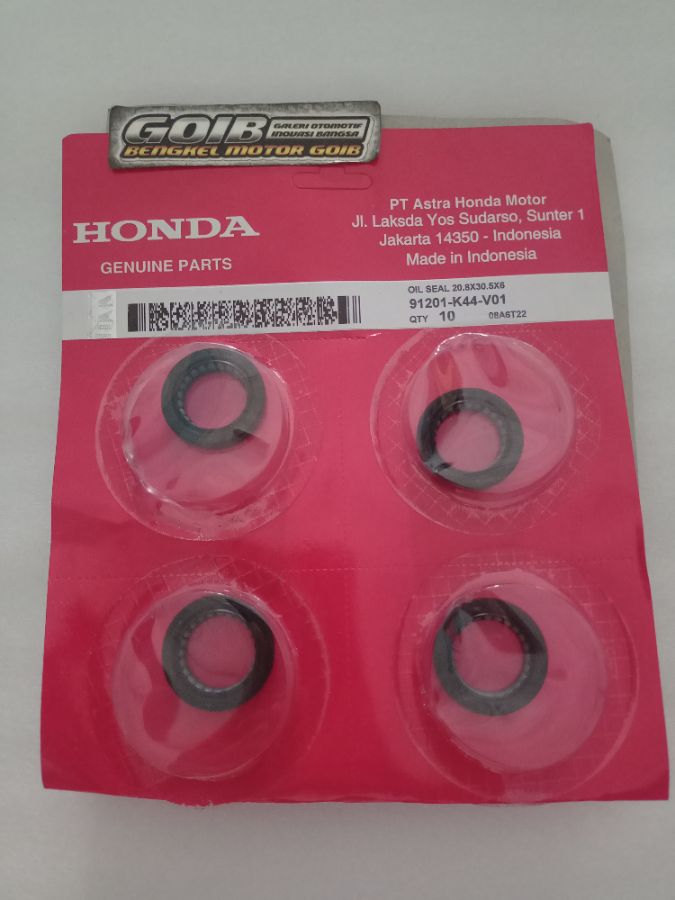 GOIB
GALERI OTOMOTIF
INOVASI BANGSA
BENGKEL MOTOR GOIB
HONDA
GENUINE PARTS
PT Astra Honda Motor
Jl. Laksda Yos Sudarso, Sunter 1
Jakarta 14350 - Indonesia
Made in Indonesia
OIL SEAL 20.8X30.5X6
91201-K44-V01
QTY 10 08A6T22